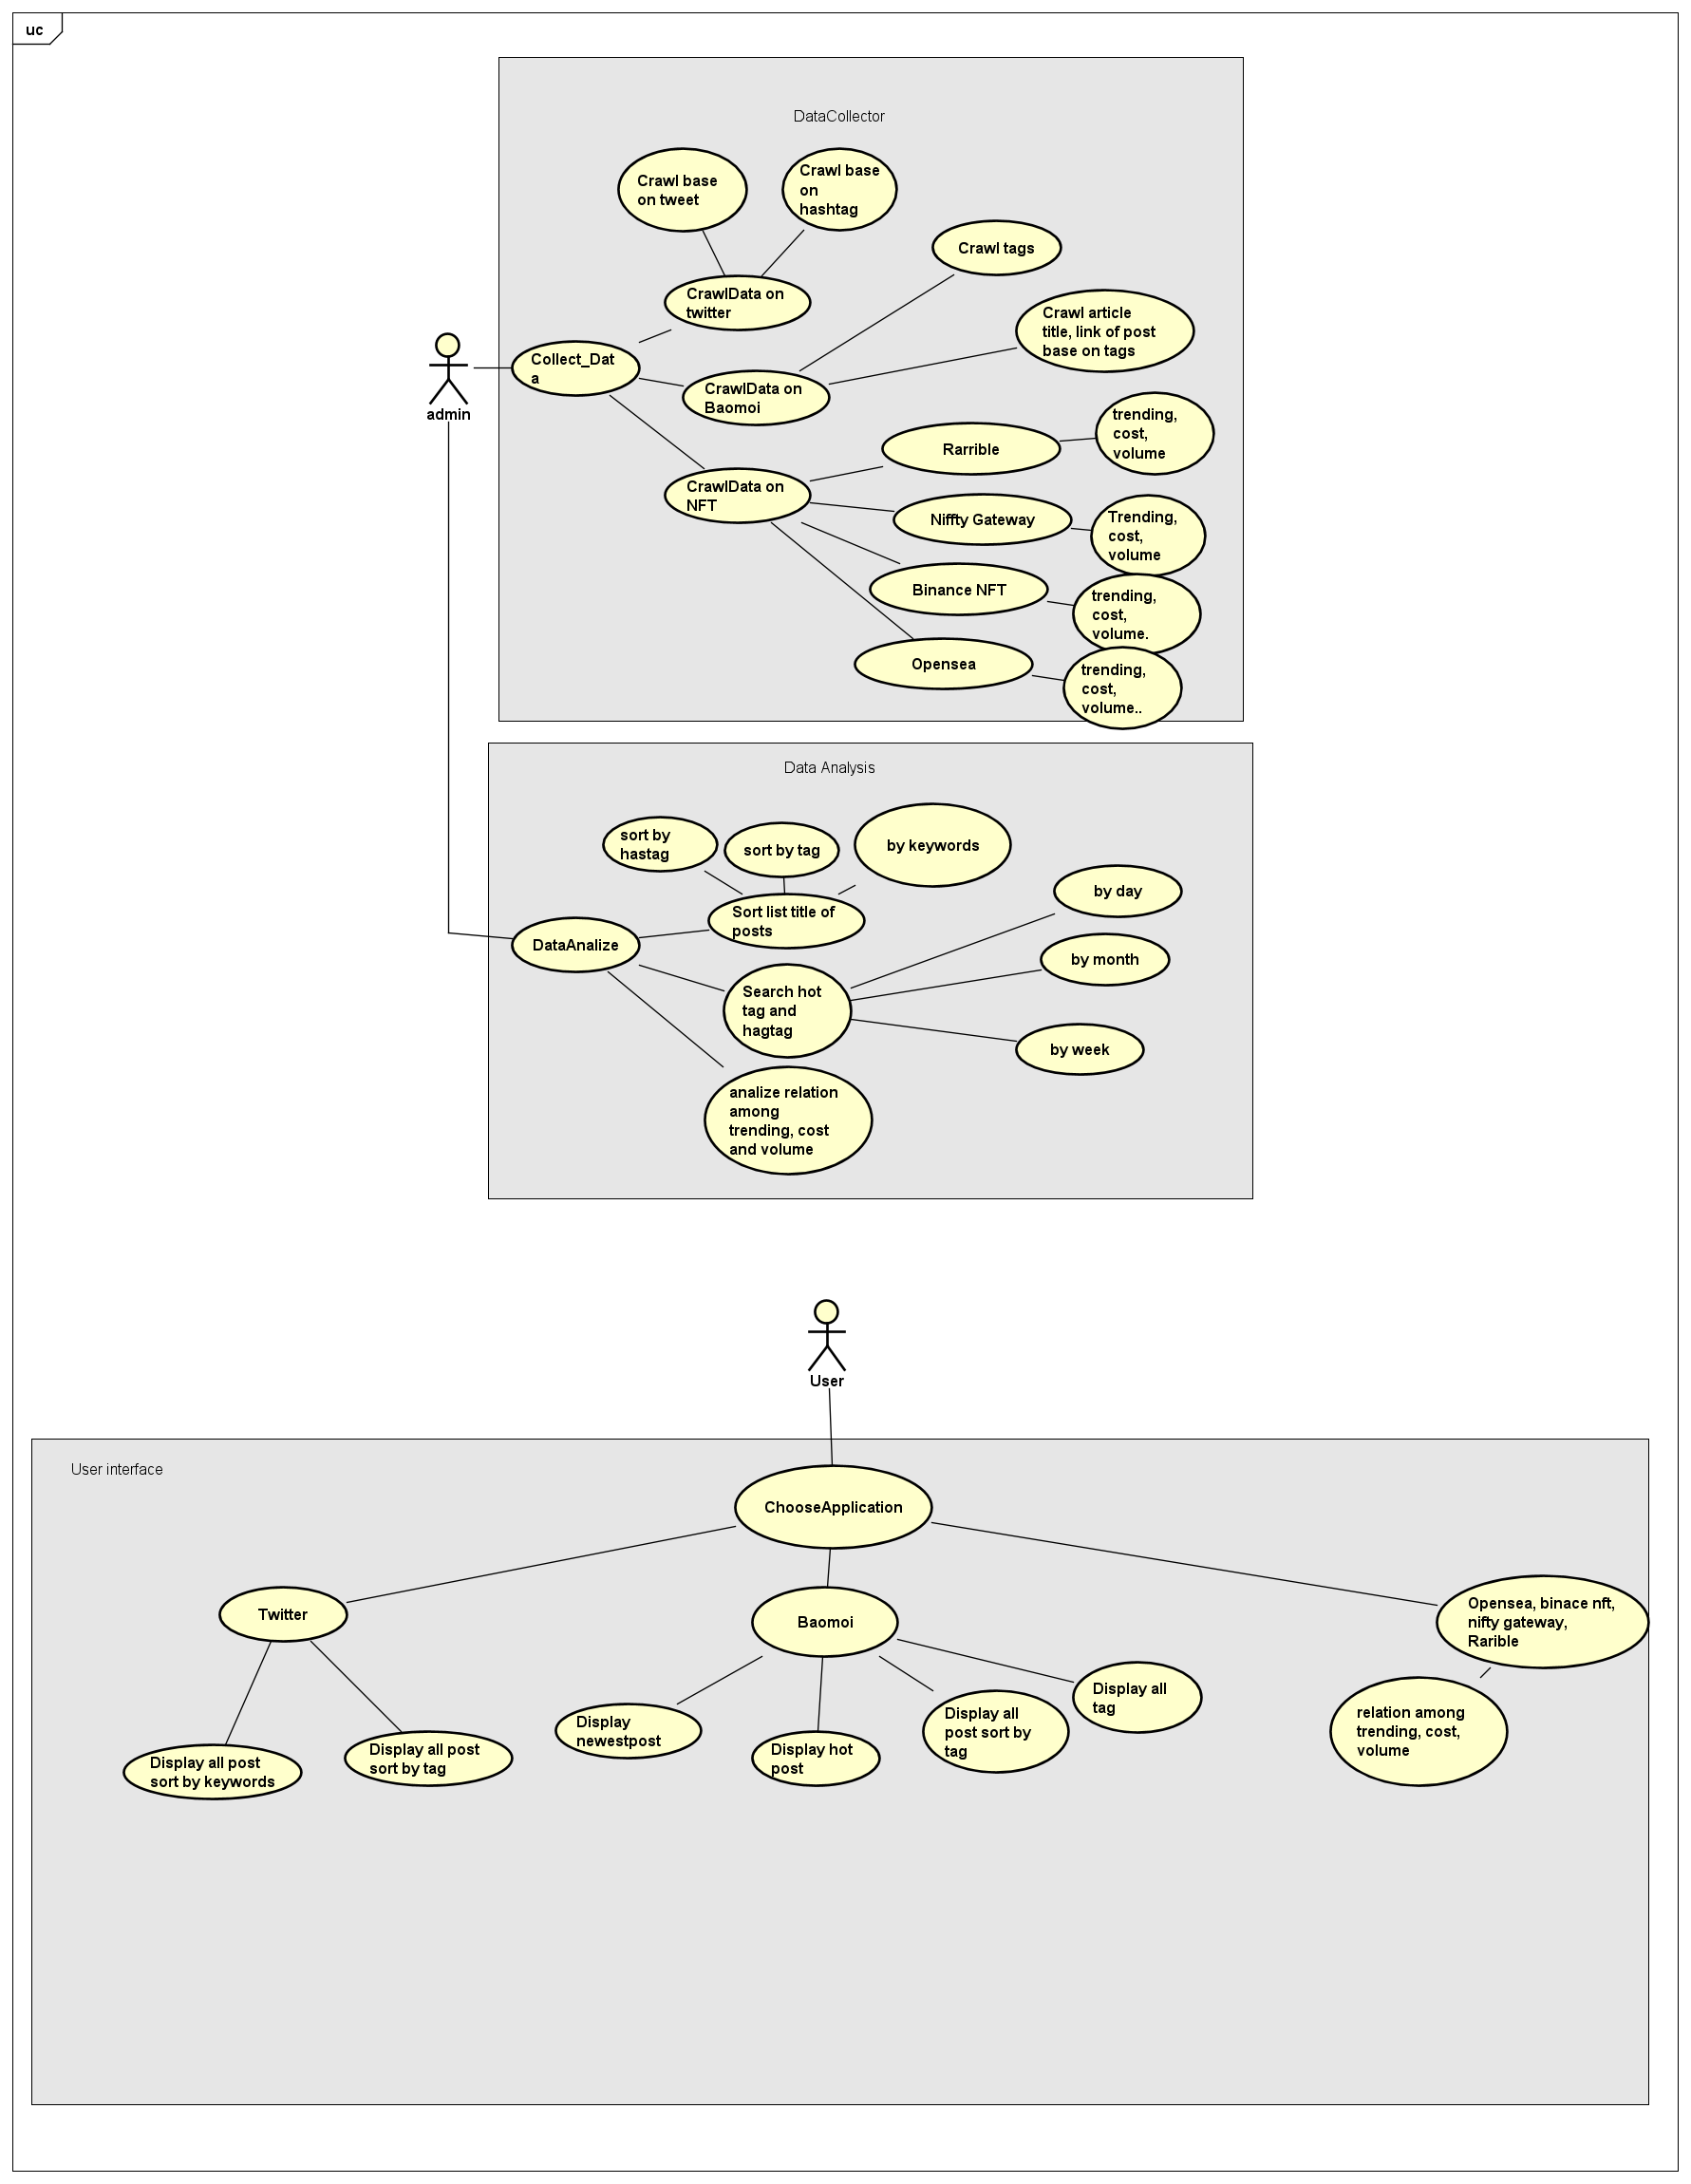 uc
DataCollector
Crawl base
on tweet
Crawl base
on
hashtag
Crawl tags
CrawlData on
twitter
Crawl article
title, link of post
base on tags
admin
Collect_Dat
a
CrawlData on
Baomoi
Rarrible
trending,
cost,
volume
CrawlData on
NFT
Niffty Gateway
Trending,
cost,
volume
Binance NFT
trending,
cost,
volume.
Opensea
trending,
cost,
volume..
Data Analysis
sort by
hastag
sort by tag
by keywords
by day
Sort list title of
posts
DataAnalize
by month
Search hot
tag and
hagtag
by week
analize relation
among
trending, cost
and volume
User
User interface
ChooseApplication
Twitter
Baomoi
Opensea, binace nft,
nifty gateway,
Rarible
Display all post
sort by keywords
Display all post
sort by tag
Display
newestpost
Display hot
post
Display all
post sort by
tag
Display all
tag
relation among
trending, cost,
volume